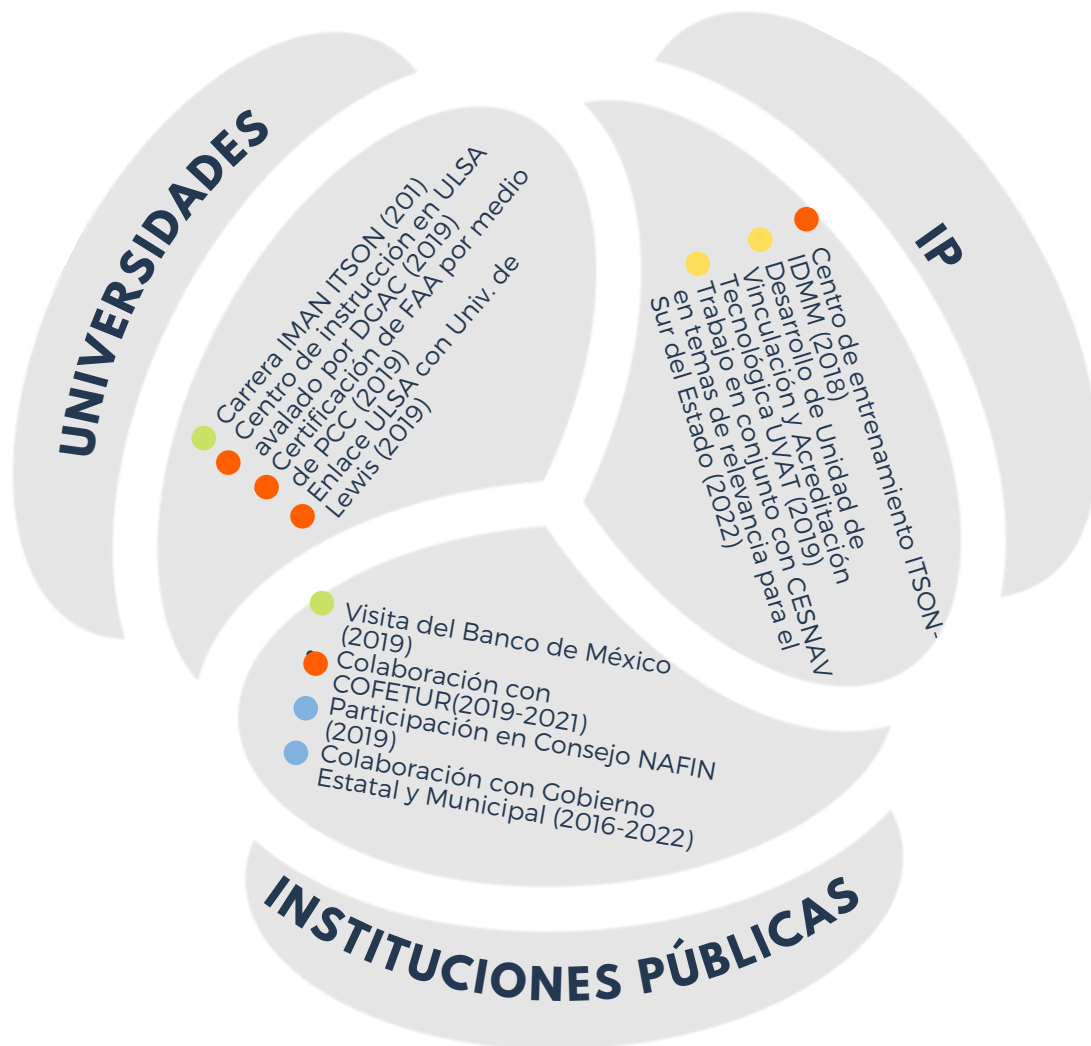 UNIVERSIDADES
Carrera IMAN ITSON (201)
Centro de instrucción en ULSA
avalado por DGAC (2019)
Certificación de FAA por medio
de PCC (2019)
Enlace ULSA con Univ. de
Lewis (2019)
IP
Centro de entrenamiento ITSON-
IDMM (2018)
Desarrollo de Unidad de
Vinculación y Acreditación
Tecnológica UVAT (2019)
Trabajo en conjunto con CESNAV
en temas de relevancia para el
Sur del Estado (2022)
Visita del Banco de México
(2019)
Colaboración con
COFETUR(2019-2021)
Participación en Consejo NAFIN
(2019)
Colaboración con Gobierno
Estatal y Municipal (2016-2022)
INSTITUCIONES PÚBLICAS